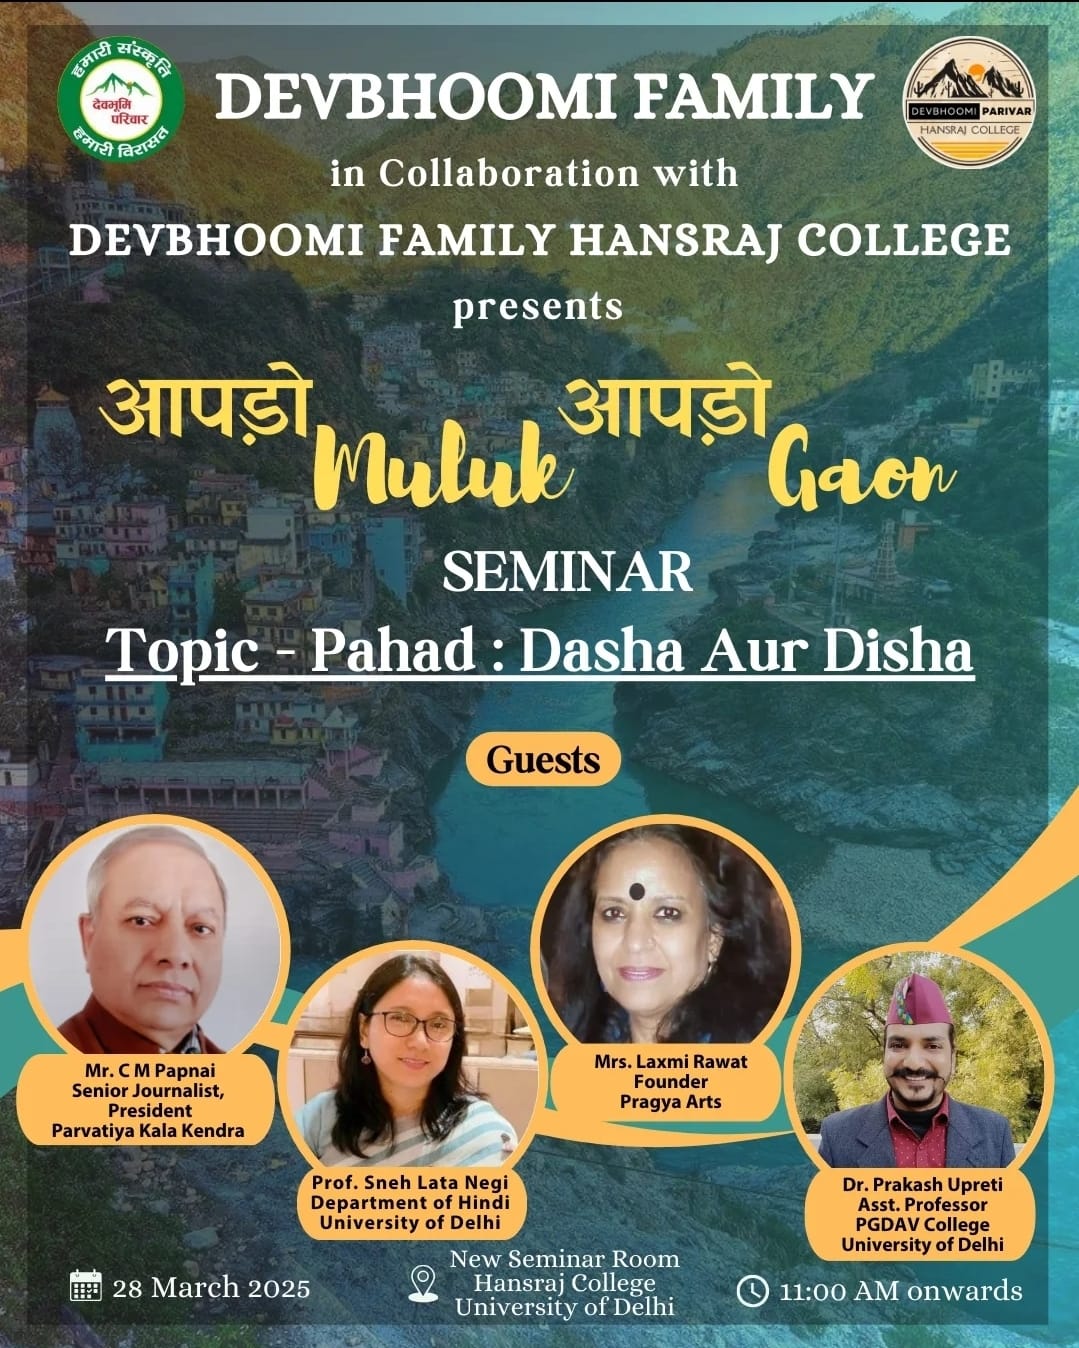 हमारी संस्कृति
देवभूमि
परिवार
हमारी विरासत
DEVBHOOMI FAMILY
DEVBHOOMI PARIVAR
HANSRAJ COLLEGE
in Collaboration with
DEVBHOOMI FAMILY HANSRAJ COLLEGE
presents
आपड़ो Muluk आपड़ो Gaon
SEMINAR
Topic - Pahad : Dasha Aur Disha
Guests
Mr. C M Papnai
Senior Journalist,
President
Parvatiya Kala Kendra
Prof. Sneh Lata Negi
Department of Hindi
University of Delhi
Mrs. Laxmi Rawat
Founder
Pragya Arts
Dr. Prakash Upreti
Asst. Professor
PGDAV College
University of Delhi
28 March 2025
New Seminar Room
Hansraj College
University of Delhi
11:00 AM onwards